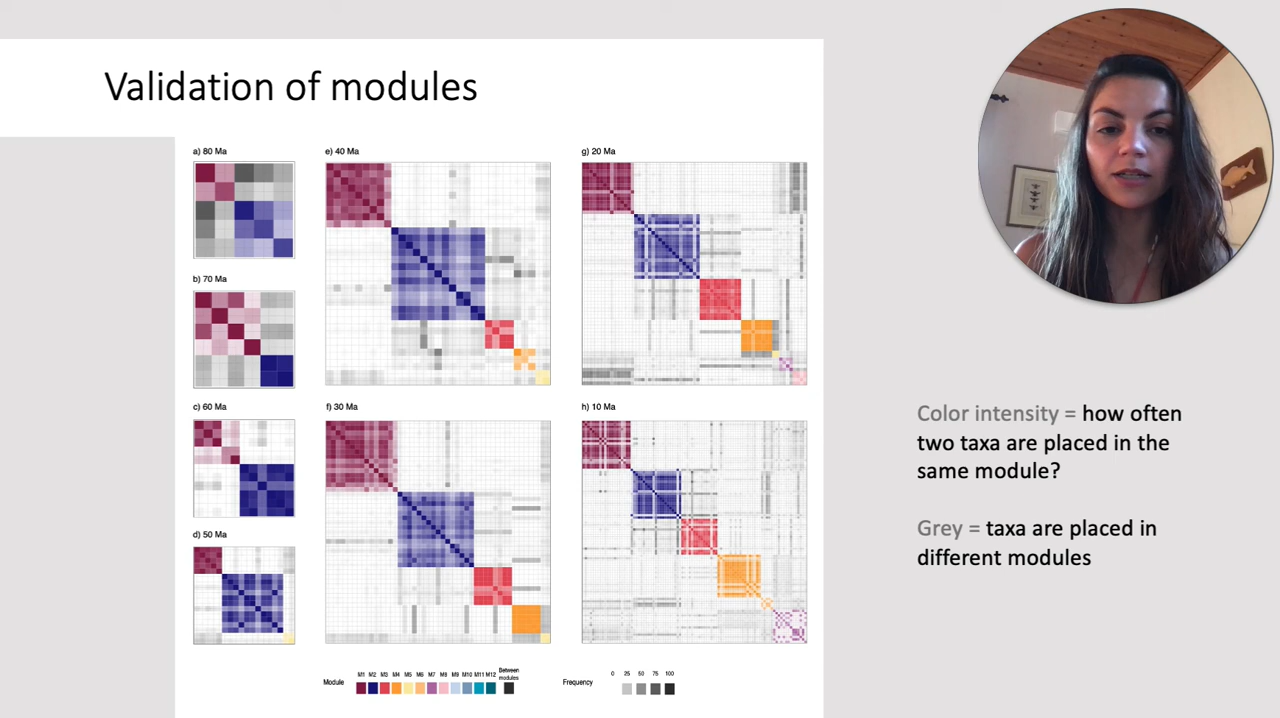 Validation of modules
a) 80 Ma
e) 40 Ma
g) 20 Ma
b) 70 Ma
c) 60 Ma
f) 30 Ma
h) 10 Ma
d) 50 Ma
Color intensity = how often
two taxa are placed in the
same module?
Grey = taxa are placed in
different modules
Module
M1 M2 M3 M4 M5 M6 M7 M8 M9 M10 M11 M12
Between
modules
Frequency
0 25 50 75 100